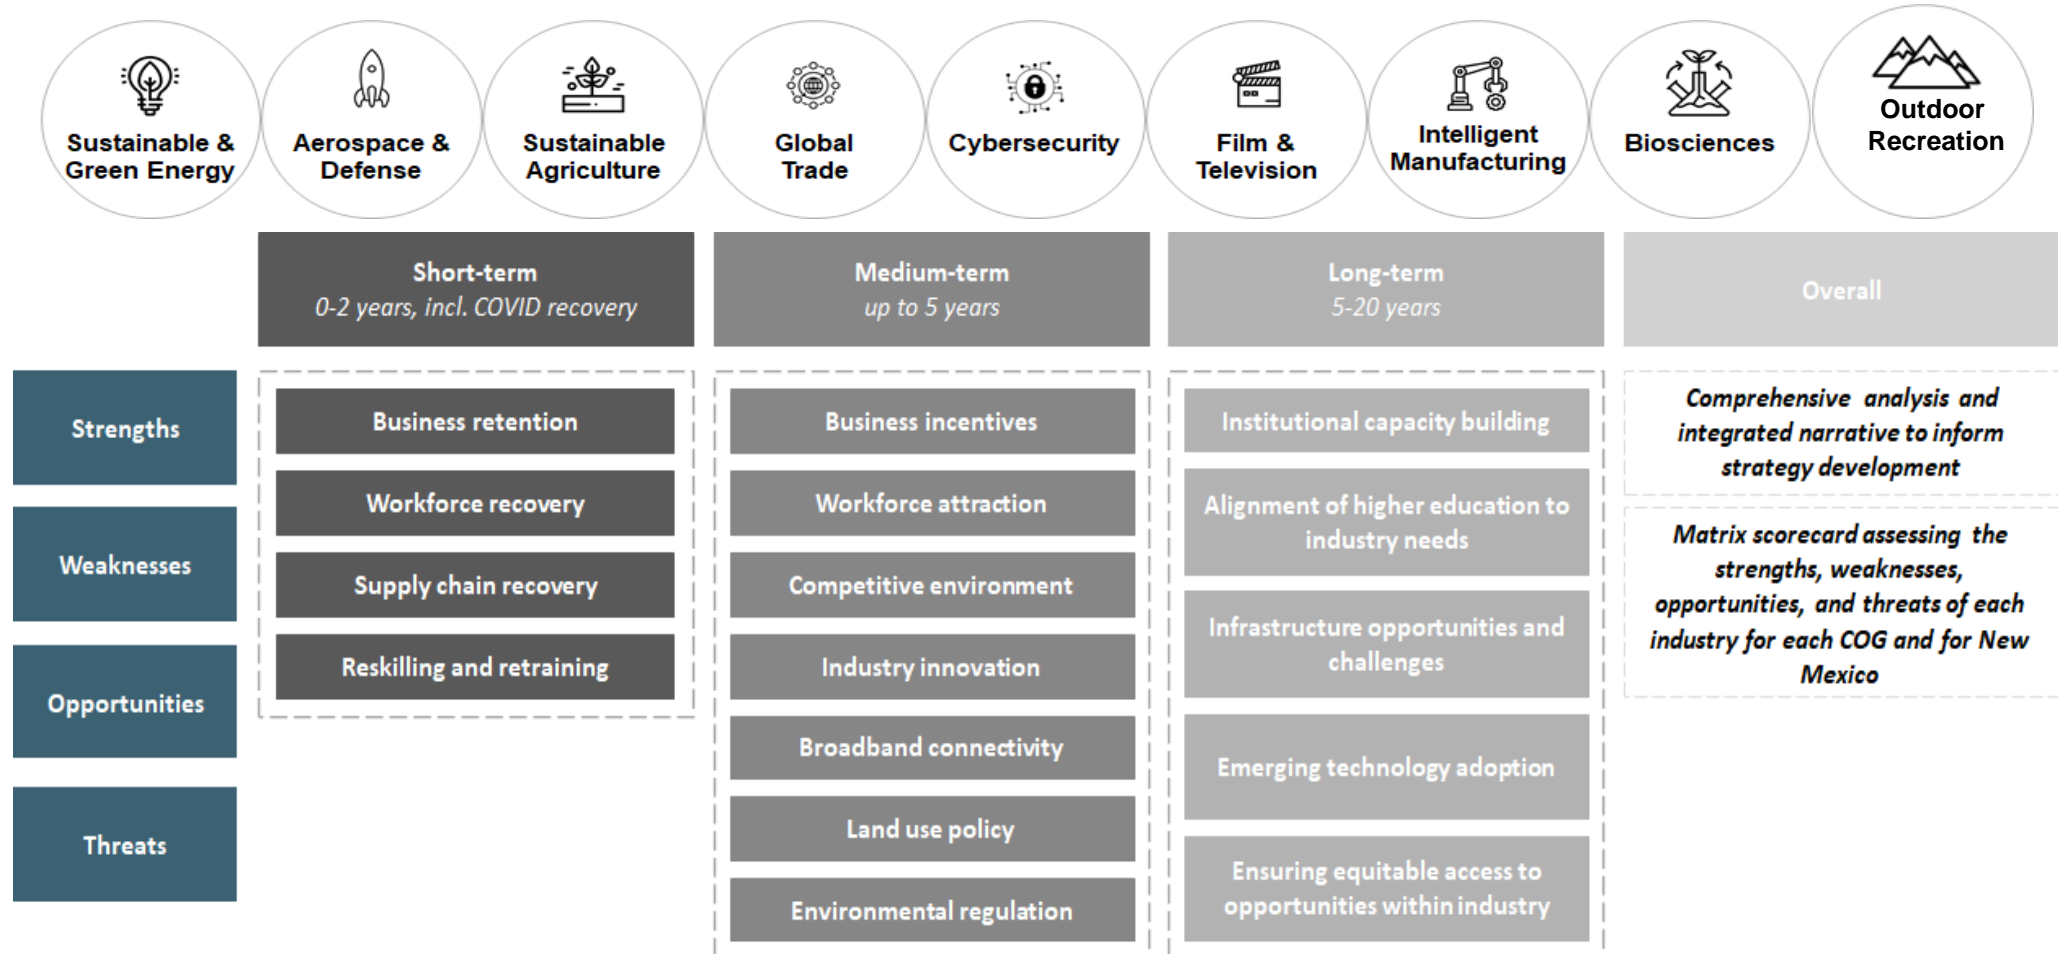 Sustainable &
Green Energy
Aerospace &
Defense
Sustainable
Agriculture
Global
Trade
Cybersecurity
Film &
Television
Intelligent
Manufacturing
Biosciences
Outdoor
Recreation
Short-term
0-2 years, incl. COVID recovery
Medium-term
up to 5 years
Long-term
5-20 years
Overall
Strengths
Weaknesses
Opportunities
Threats
Business retention
Workforce recovery
Supply chain recovery
Reskilling and retraining
Business incentives
Workforce attraction
Competitive environment
Industry innovation
Broadband connectivity
Land use policy
Environmental regulation
Institutional capacity building
Alignment of higher education to
industry needs
Infrastructure opportunities and
challenges
Emerging technology adoption
Ensuring equitable access to
opportunities within industry
Comprehensive analysis and
integrated narrative to inform
strategy development
Matrix scorecard assessing the
strengths, weaknesses,
opportunities, and threats of each
industry for each COG and for New
Mexico